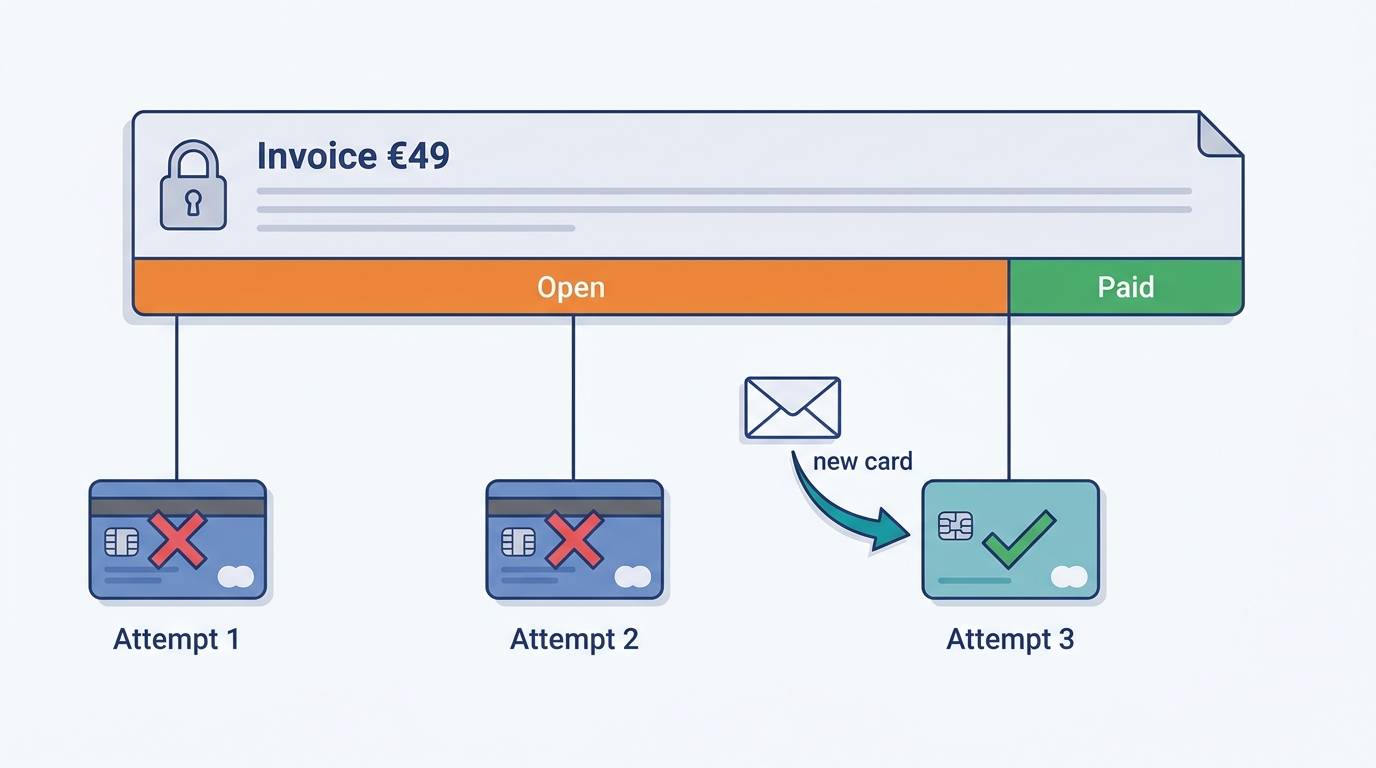 Invoice €49
Open
Paid
new card
Attempt 1
Attempt 2
Attempt 3